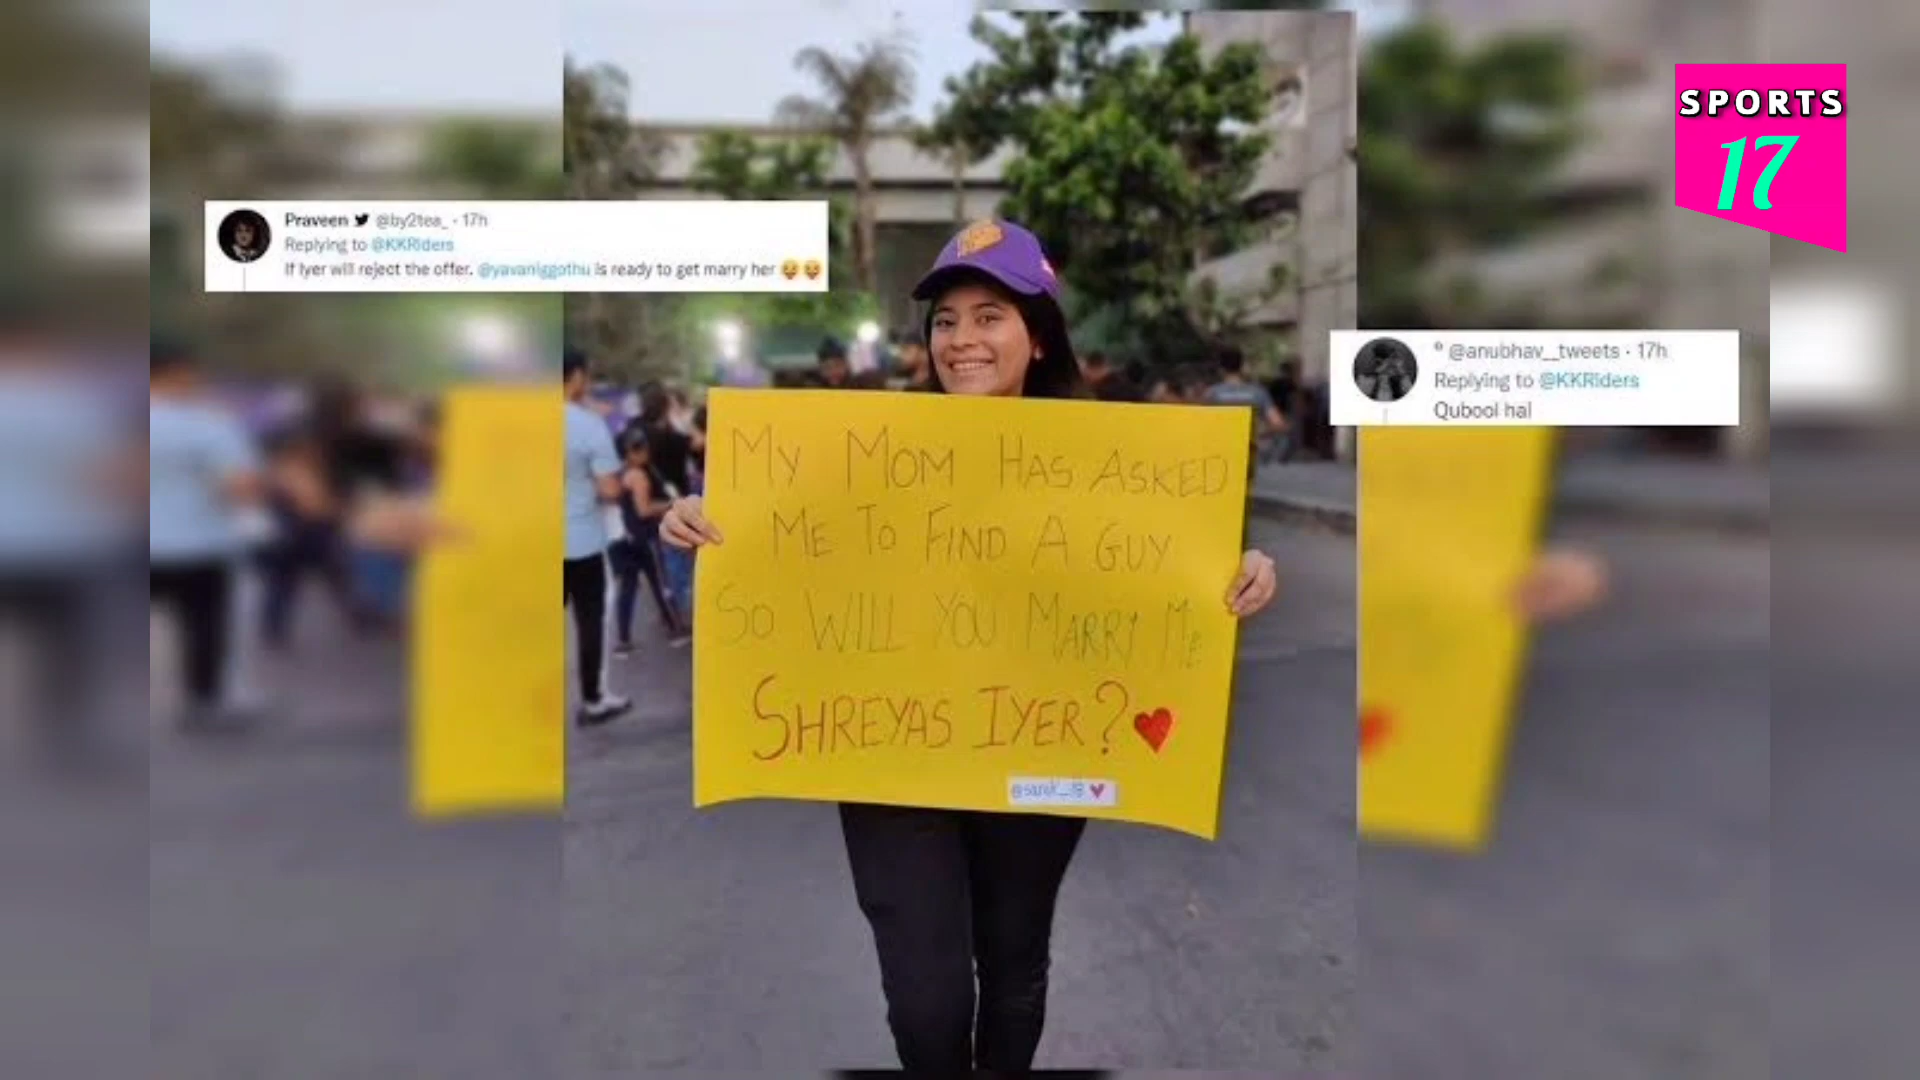 SPORTS
17
Praveen @by2tea_ · 17h
Replying to @KKRiders
If Iyer will reject the offer. @yavaniggothu is ready to get marry her 😝😝
@anubhav__tweets · 17h
Replying to @KKRiders
Qubool hai
MY MOM HAS ASKED
ME TO FIND A GUY
SO WILL YOU MARRY ME
SHREYAS IYER?❤